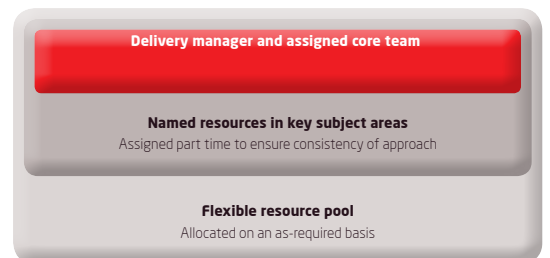 Delivery manager and assigned core team
Named resources in key subject areas
Assigned part time to ensure consistency of approach
Flexible resource pool
Allocated on an as-required basis